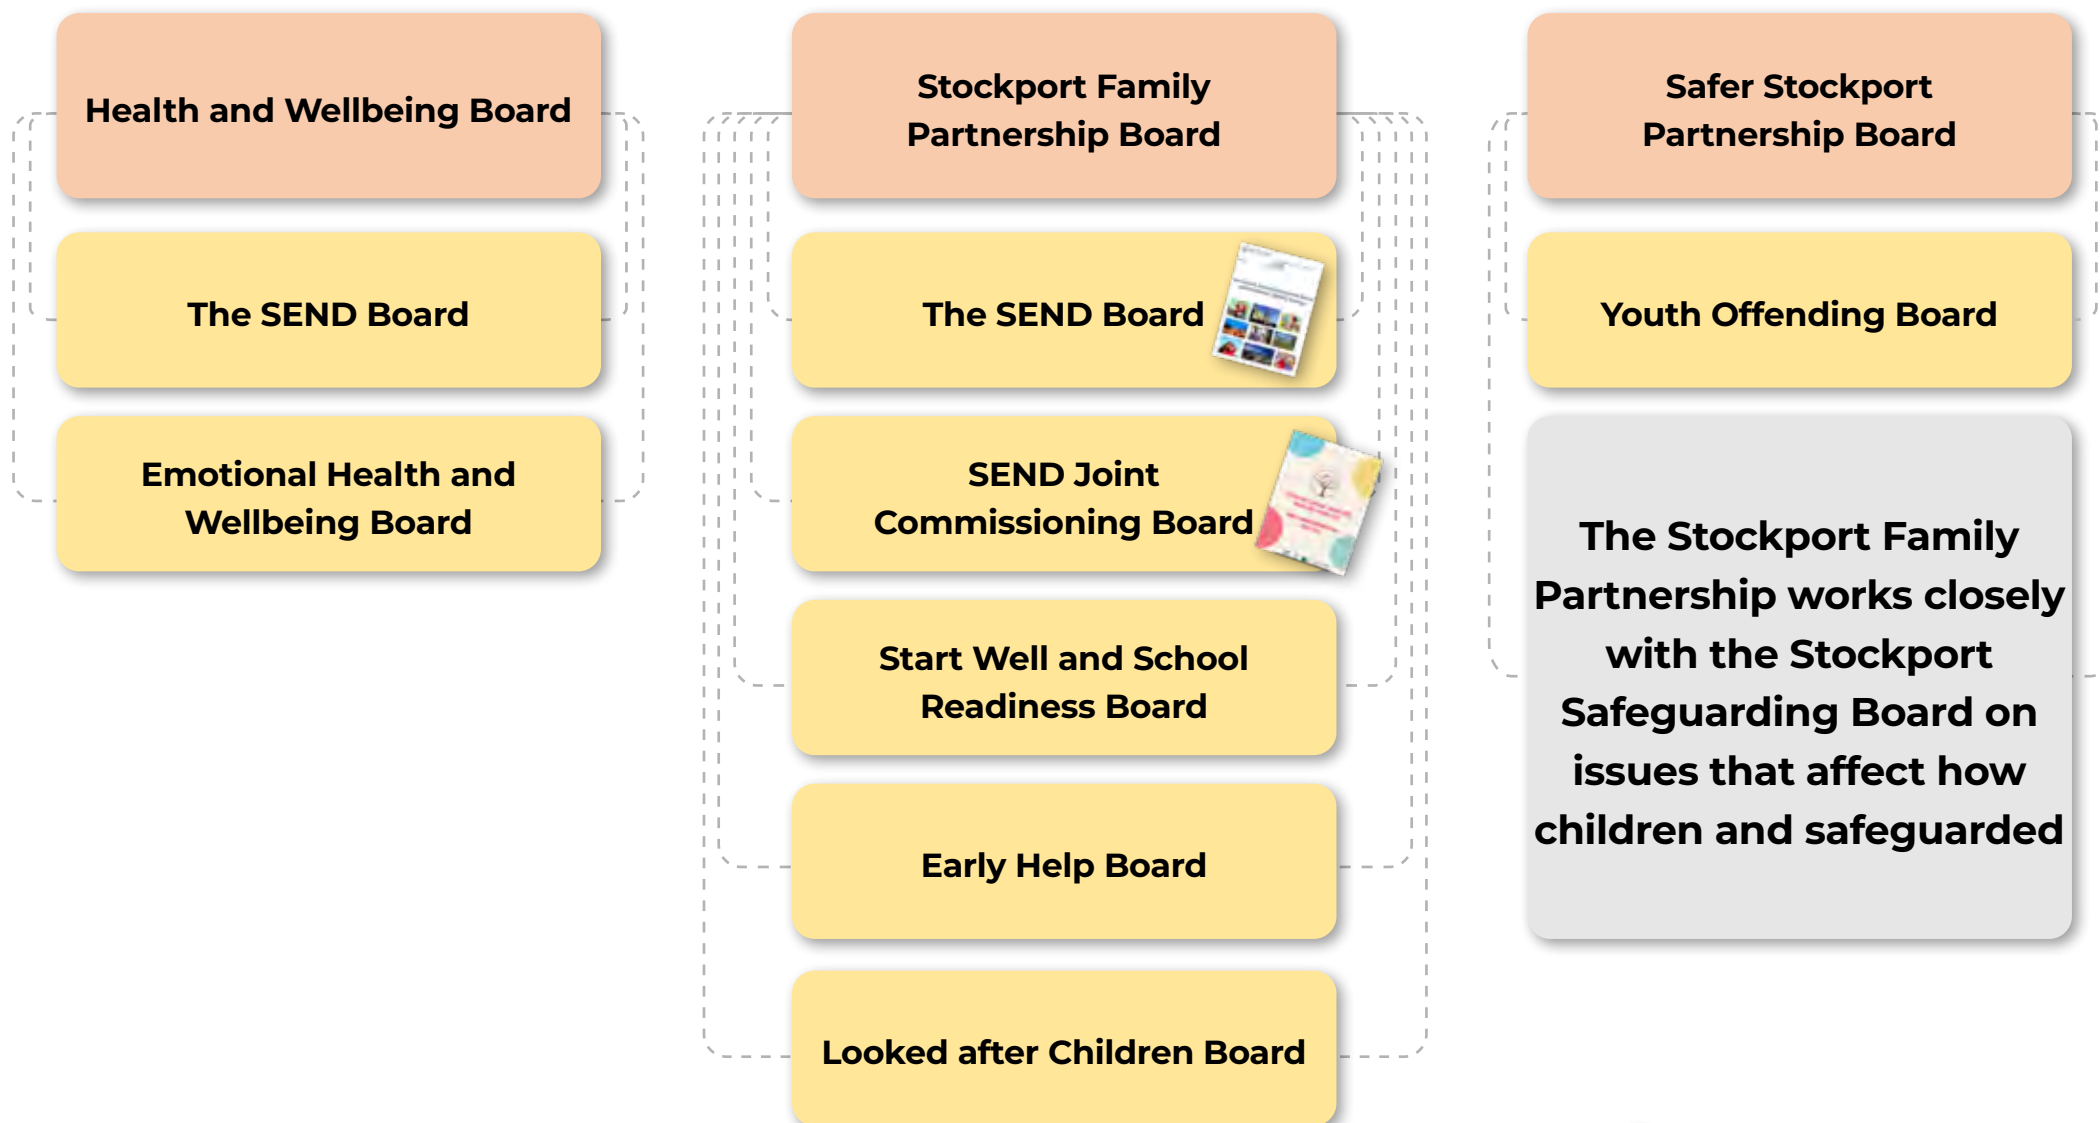 Health and Wellbeing Board
The SEND Board
Emotional Health and
Wellbeing Board
Stockport Family
Partnership Board
The SEND Board
SEND Joint
Commissioning Board
Start Well and School
Readiness Board
Early Help Board
Looked after Children Board
Safer Stockport
Partnership Board
Youth Offending Board
The Stockport Family
Partnership works closely
with the Stockport
Safeguarding Board on
issues that affect how
children and safeguarded